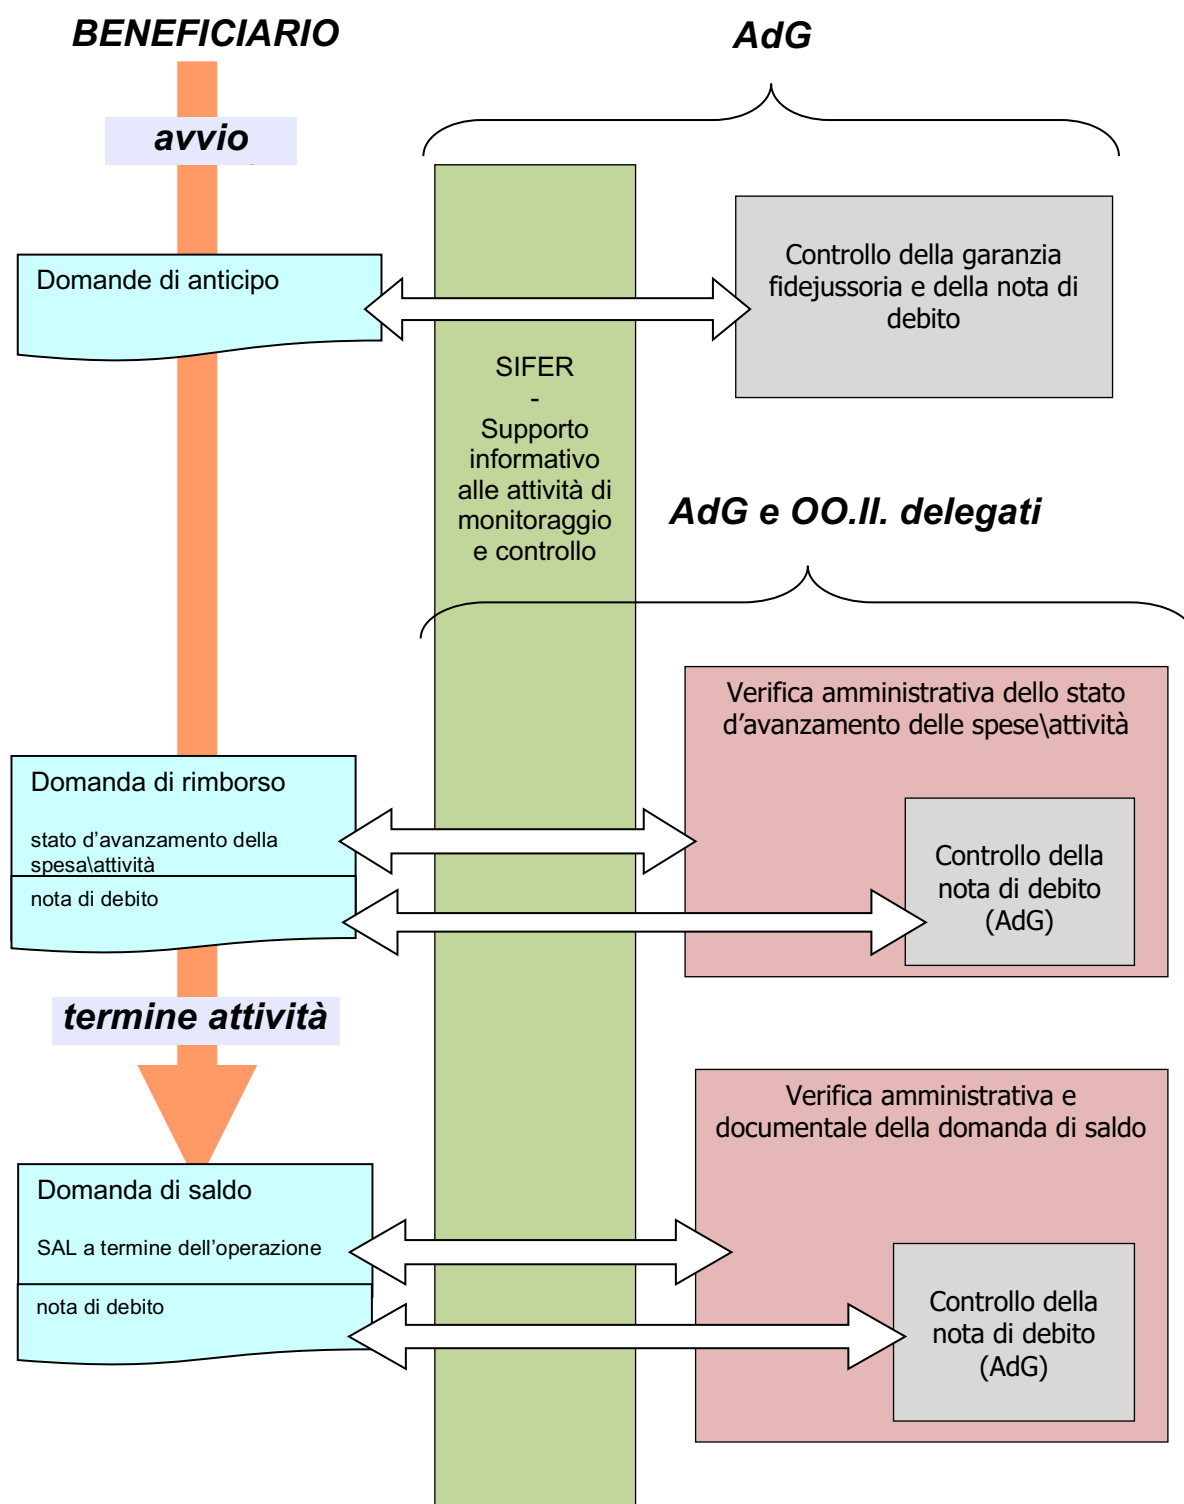 BENEFICIARIO
AdG
avvio
Domande di anticipo
Controllo della garanzia
fidejussoria e della nota di
debito
SIFER
-
Supporto
informativo
alle attività di
monitoraggio
e controllo
AdG e OO.II. delegati
Verifica amministrativa dello stato
d’avanzamento delle spese\attività
Domanda di rimborso
stato d’avanzamento della
spesa\attività
nota di debito
Controllo della
nota di debito
(AdG)
termine attività
Verifica amministrativa e
documentale della domanda di saldo
Domanda di saldo
SAL a termine dell’operazione
nota di debito
Controllo della
nota di debito
(AdG)